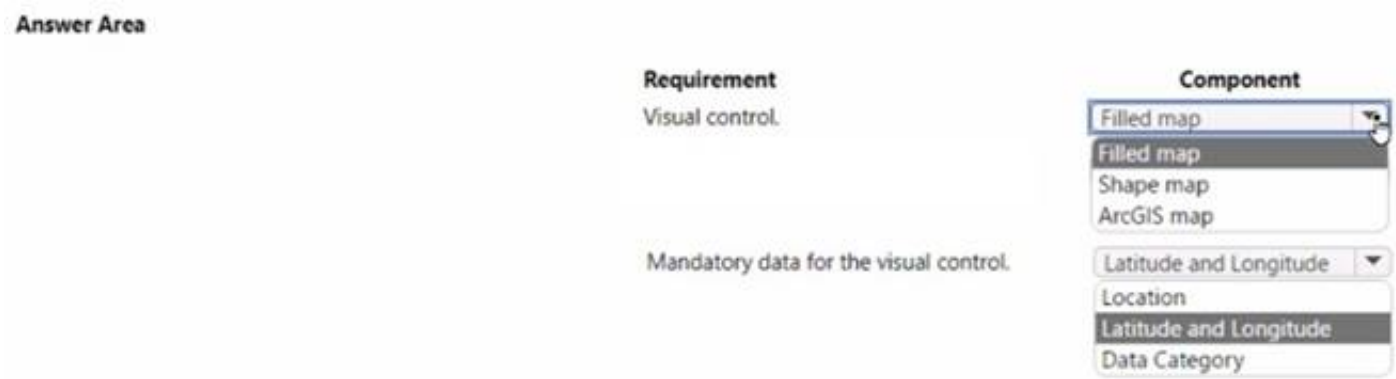 Answer Area
Requirement Component
Visual control. Filled map
Filled map
Shape map
ArcGIS map
Mandatory data for the visual control. Latitude and Longitude
Location
Latitude and Longitude
Data Category